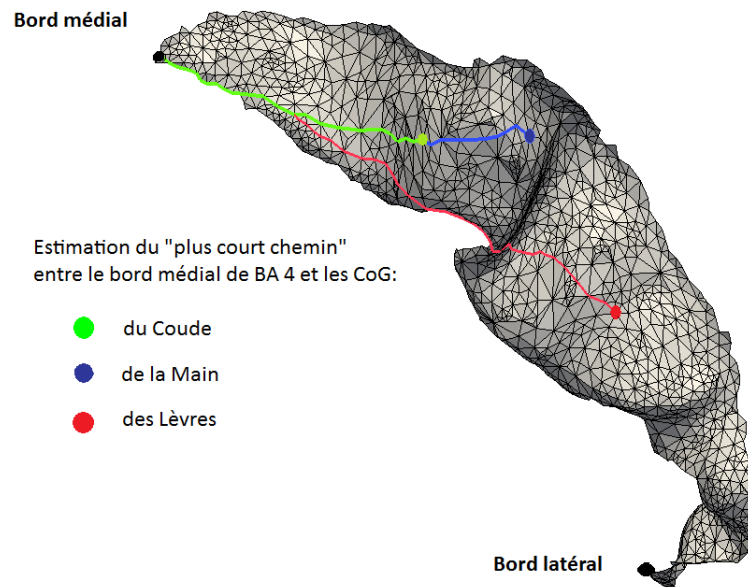 Bord médial
Estimation du "plus court chemin"
entre le bord médial de BA 4 et les CoG:
du Coude
de la Main
des Lèvres
Bord latéral